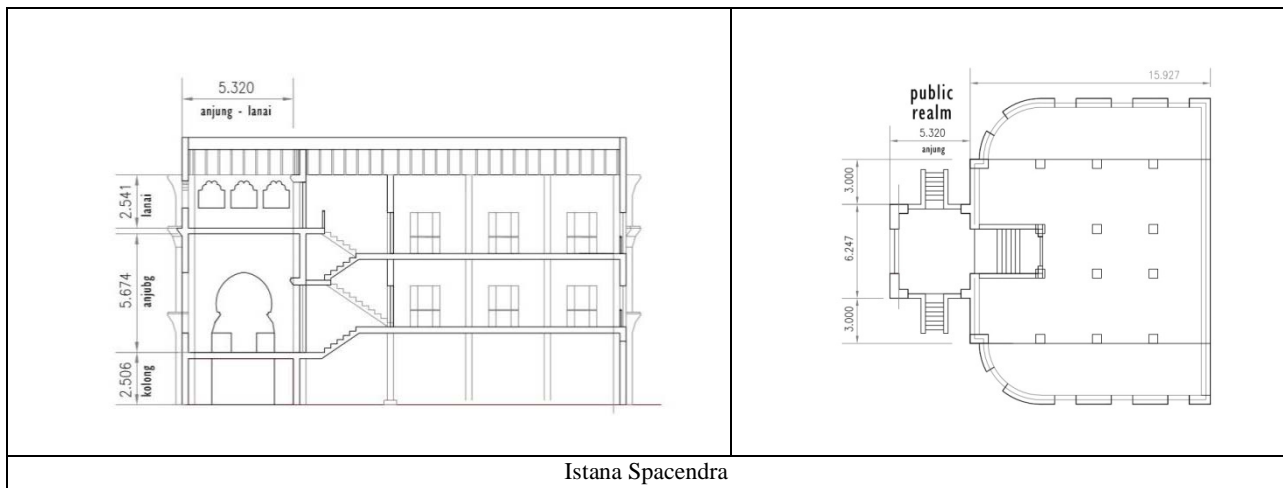 5.320
anjung - lanai
2.541
lanai
5.674
anjubg
2.506
kolong
15.927
public
realm
5.320
anjung
3.000
6.247
3.000
Istana Spacendra